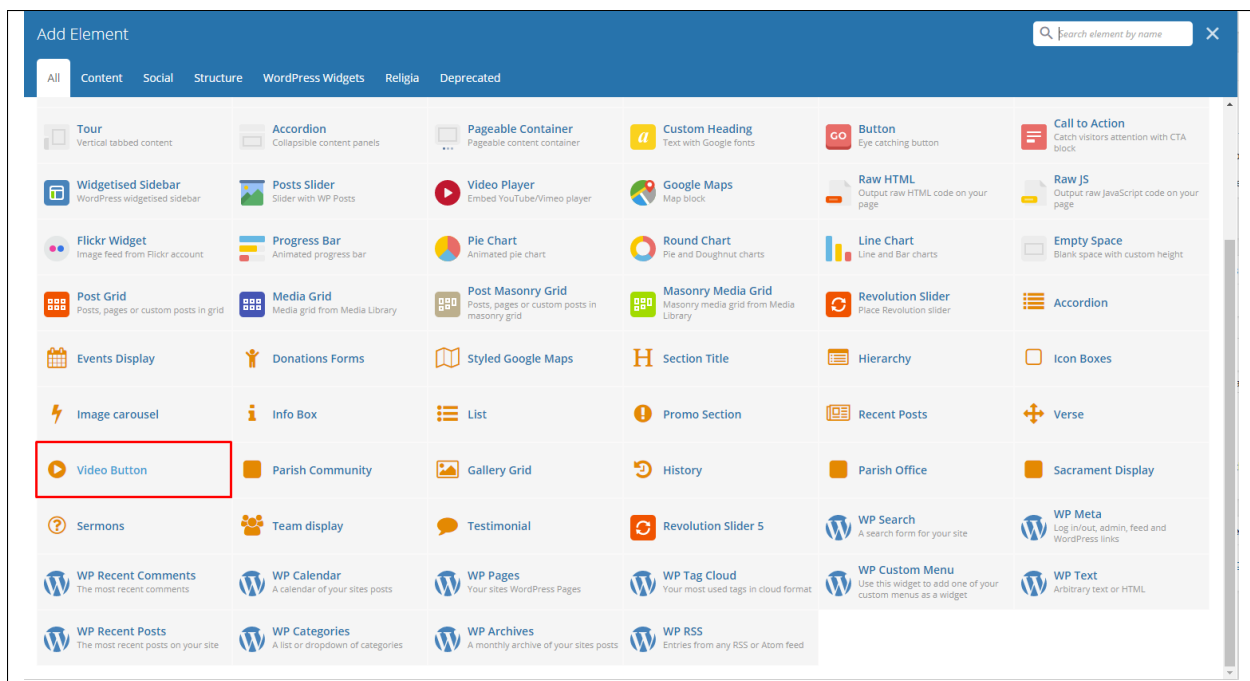 Add Element
Search element by name
All Content Social Structure WordPress Widgets Religia Deprecated
Tour
Vertical tabbed content
Accordion
Collapsible content panels
Pageable Container
Pageable content container
Custom Heading
Text with Google fonts
Button
Eye catching button
Call to Action
Catch visitors attention with CTA
block
Widgetised Sidebar
WordPress widgetised sidebar
Posts Slider
Slider with WP Posts
Video Player
Embed YouTube/Vimeo player
Google Maps
Map block
Raw HTML
Output raw HTML code on your
page
Raw JS
Output raw JavaScript code on your
page
Flickr Widget
Image feed from Flickr account
Progress Bar
Animated progress bar
Pie Chart
Animated pie chart
Round Chart
Pie and Doughnut charts
Line Chart
Line and Bar charts
Empty Space
Blank space with custom height
Post Grid
Posts, pages or custom posts in grid
Media Grid
Media grid from Media Library
Post Masonry Grid
Posts, pages or custom posts in
masonry grid
Masonry Media Grid
Masonry media grid from Media
Library
Revolution Slider
Place Revolution slider
Accordion
Events Display
Donations Forms
Styled Google Maps
H Section Title
Hierarchy
Icon Boxes
Image carousel
Info Box
List
Promo Section
Recent Posts
Verse
Video Button
Parish Community
Gallery Grid
History
Parish Office
Sacrament Display
Sermons
Team display
Testimonial
Revolution Slider 5
WP Search
A search form for your site
WP Meta
Log in/out, admin, feed and
WordPress links
WP Recent Comments
The most recent comments
WP Calendar
A calendar of your sites posts
WP Pages
Your sites WordPress Pages
WP Tag Cloud
Your most used tags in cloud format
WP Custom Menu
Use this widget to add one of your
custom menus as a widget
WP Text
Arbitrary text or HTML
WP Recent Posts
The most recent posts on your site
WP Categories
A list or dropdown of categories
WP Archives
A monthly archive of your sites posts
WP RSS
Entries from any RSS or Atom feed